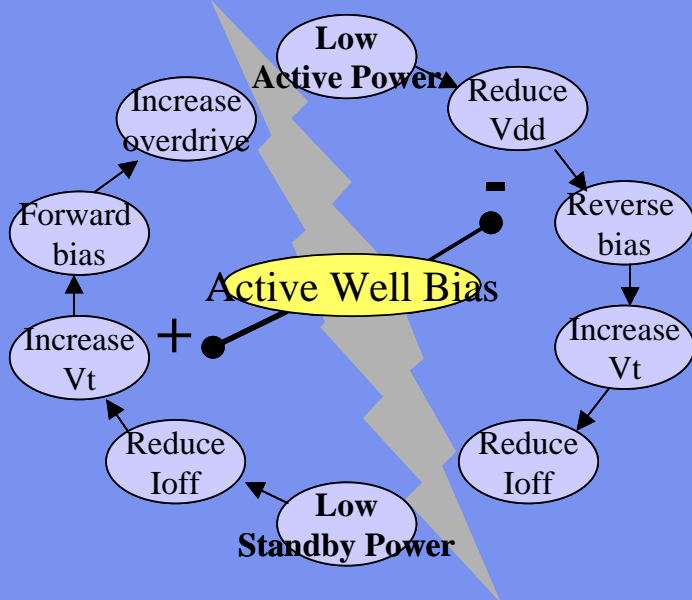 Low
Active Power
Reduce
Vdd
Reverse
bias
Increase
Vt
Reduce
Ioff
Low
Standby Power
Reduce
Ioff
Increase
Vt
Forward
bias
Increase
overdrive
Active Well Bias
+
-